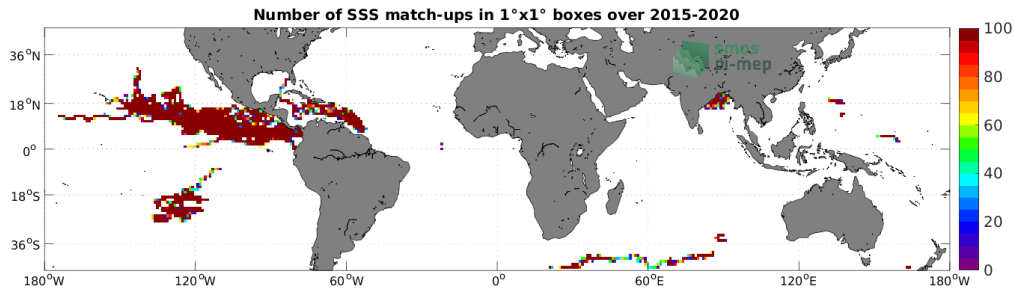 Number of SSS match-ups in 1°x1° boxes over 2015-2020
smos
pi-mep
36°N
18°N
0°
18°S
36°S
180°W 120°W 60°W 0° 60°E 120°E 180°W
100
80
60
40
20
0